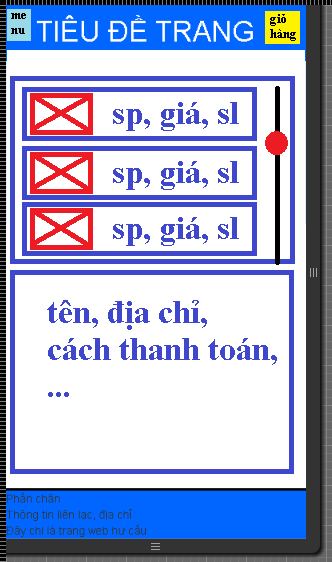 me
nu
TIÊU ĐỀ TRANG
giỏ
hàng
sp, giá, sl
sp, giá, sl
sp, giá, sl
tên, địa chỉ,
cách thanh toán,
...
Phần chân
Thông tin liên lạc, địa chỉ
Đây chỉ là trang web hư cấu